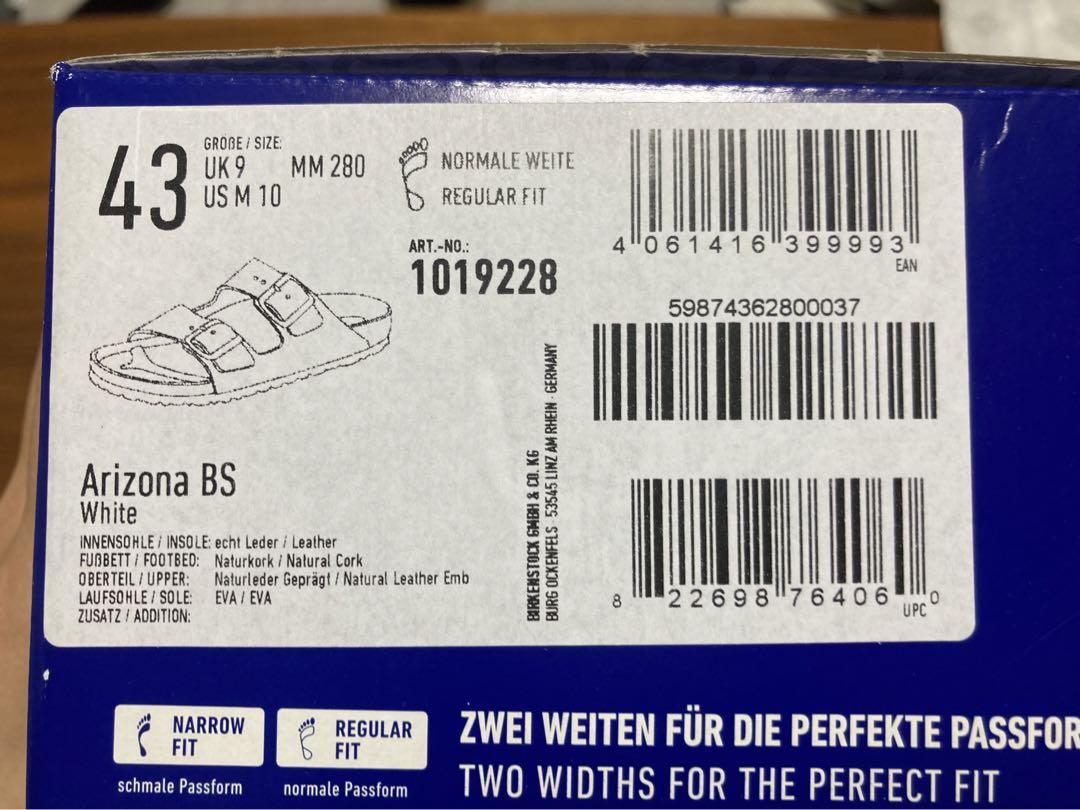 43
GRÖßE / SIZE:
UK 9 MM 280
US M 10
NORMALE WEITE
REGULAR FIT
ART.-NO.:
1019228
4 061416 399993
EAN
59874362800037
BIRKENSTOCK GMBH & CO. KG
BURG OCKENFELS · 53545 LINZ AM RHEIN · GERMANY
Arizona BS
White
INNENSOHLE / INSOLE: echt Leder / Leather
FUßBETT / FOOTBED: Naturkork / Natural Cork
OBERTEIL / UPPER: Naturleder Geprägt / Natural Leather Emb
LAUFSOHLE / SOLE: EVA / EVA
ZUSATZ / ADDITION:
8 22698 76406 0
UPC
NARROW
FIT
schmale Passform
REGULAR
FIT
normale Passform
ZWEI WEITEN FÜR DIE PERFEKTE PASSFOR
TWO WIDTHS FOR THE PERFECT FIT